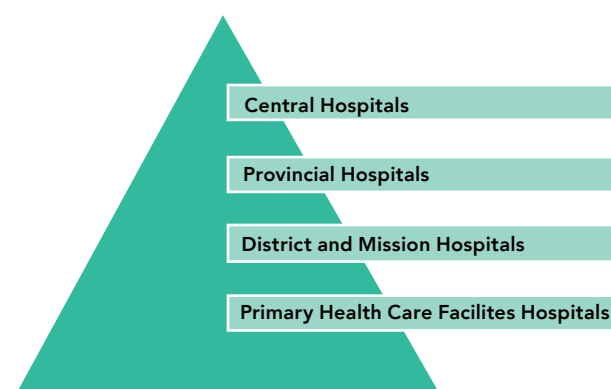 Central Hospitals
Provincial Hospitals
District and Mission Hospitals
Primary Health Care Facilites Hospitals